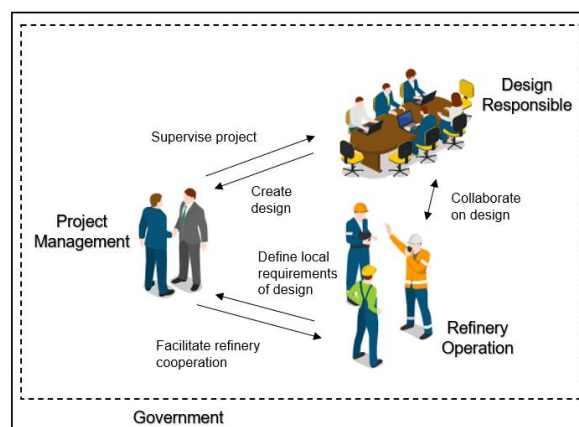 Design
Responsible
Supervise project
Create
design
Collaborate
on design
Project
Management
Define local
requirements
of design
Refinery
Operation
Facilitate refinery
cooperation
Government